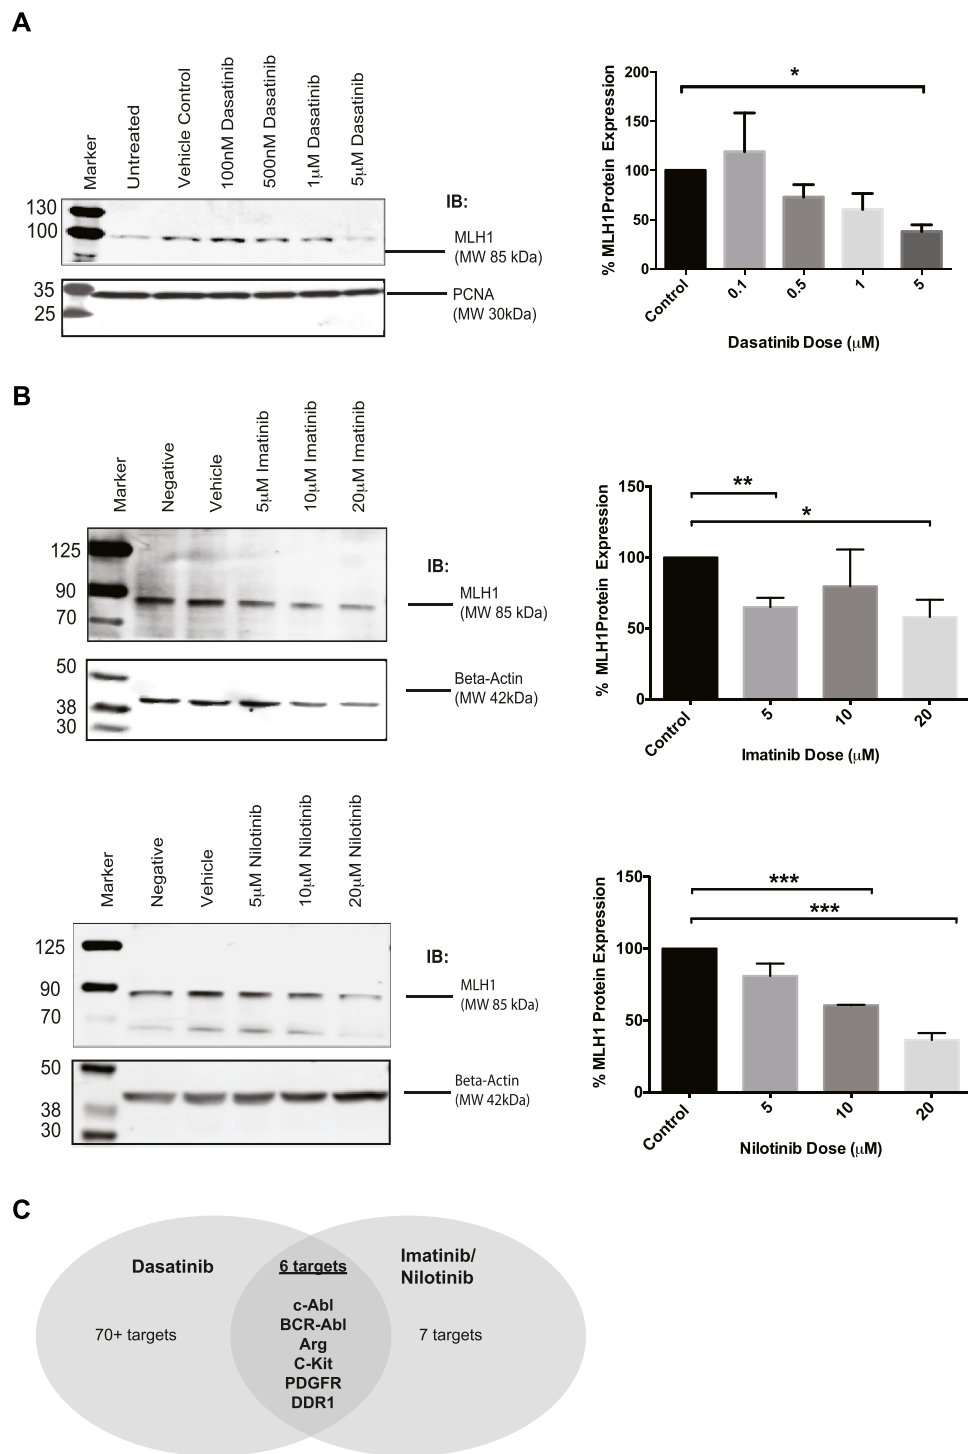 A
Marker
Untreated
Vehicle Control
100nM Dasatinib
500nM Dasatinib
1μM Dasatinib
5μM Dasatinib
130
100
IB:
MLH1
(MW 85 kDa)
35
25
PCNA
(MW 30kDa)
% MLH1Protein Expression
200
150
100
50
0
*
Control
0.1
0.5
1
5
Dasatinib Dose (μM)
B
Marker
Negative
Vehicle
5μM Imatinib
10μM Imatinib
20μM Imatinib
125
90
70
IB:
MLH1
(MW 85 kDa)
50
38
30
Beta-Actin
(MW 42kDa)
% MLH1Protein Expression
150
100
50
0
**
*
Control
5
10
20
Imatinib Dose (μM)
Marker
Negative
Vehicle
5μM Nilotinib
10μM Nilotinib
20μM Nilotinib
125
90
70
IB:
MLH1
(MW 85 kDa)
50
38
30
Beta-Actin
(MW 42kDa)
% MLH1 Protein Expression
150
100
50
0
***
***
Control
5
10
20
Nilotinib Dose (μM)
C
Dasatinib
70+ targets
6 targets
c-Abl
BCR-Abl
Arg
C-Kit
PDGFR
DDR1
Imatinib/
Nilotinib
7 targets